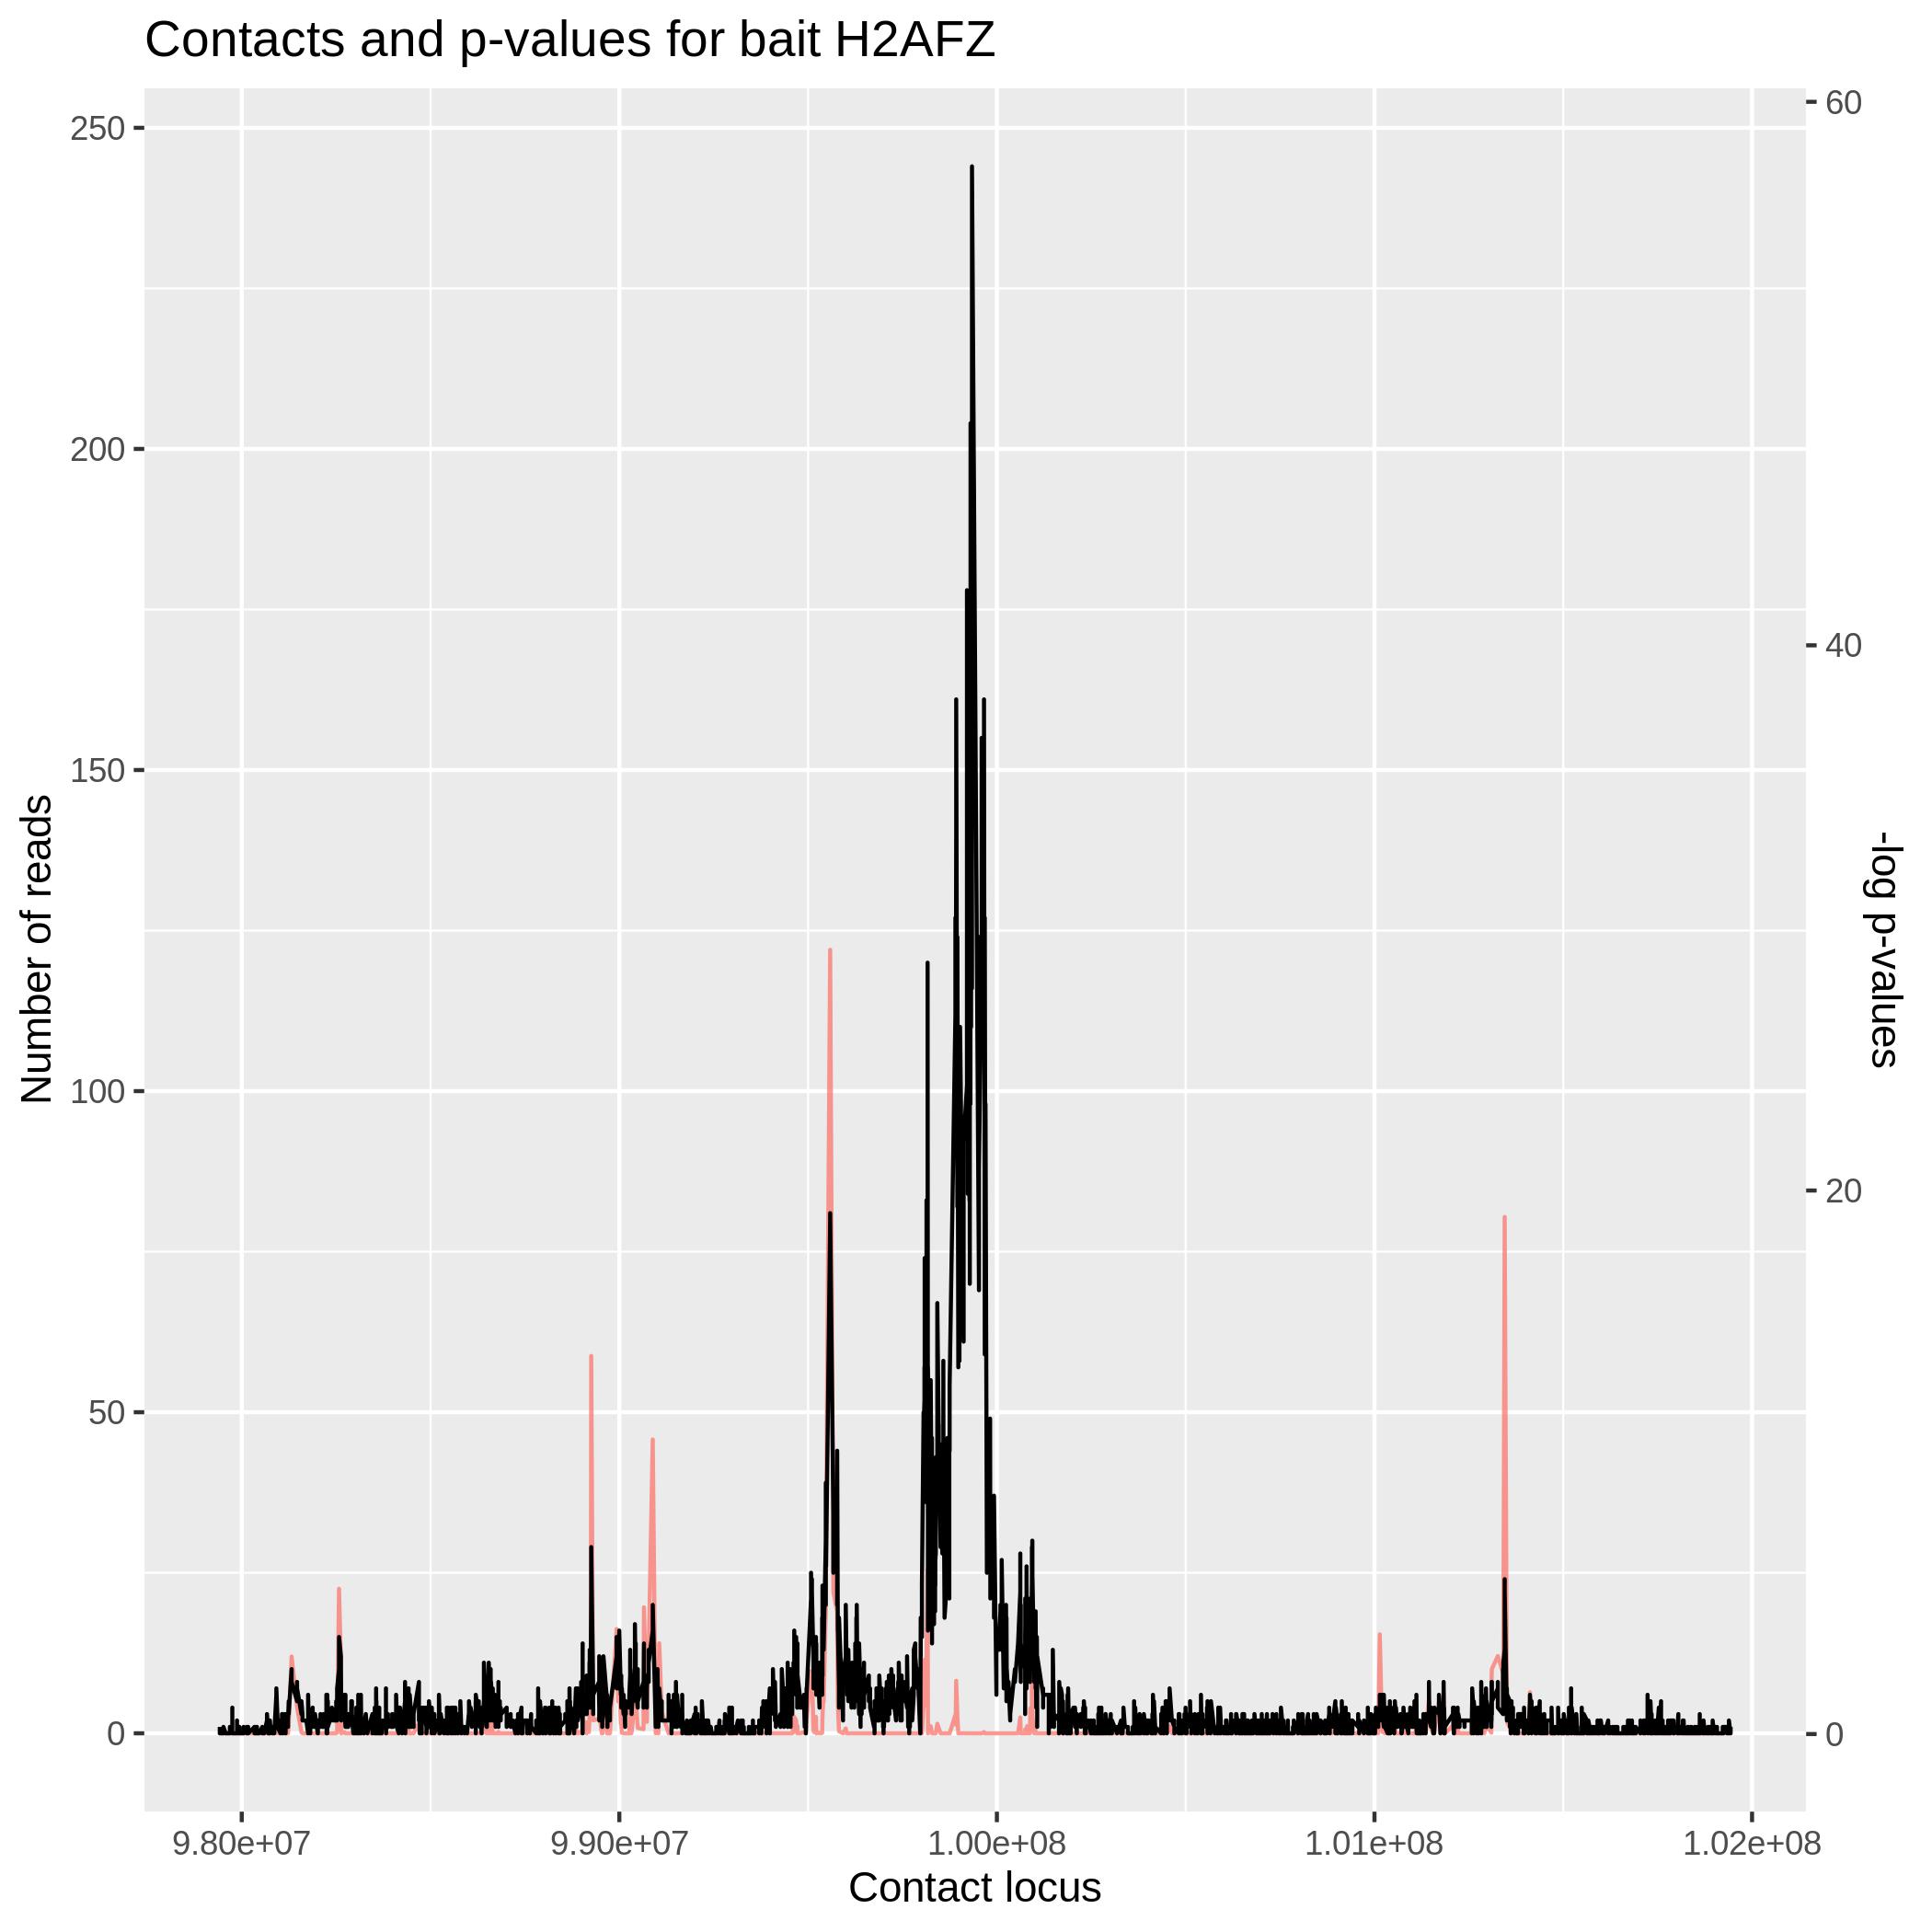 Contacts and p-values for bait H2AFZ
250
200
150
100
50
0
Number of reads
60
40
20
0
-log p-values
9.80e+07
9.90e+07
1.00e+08
1.01e+08
1.02e+08
Contact locus